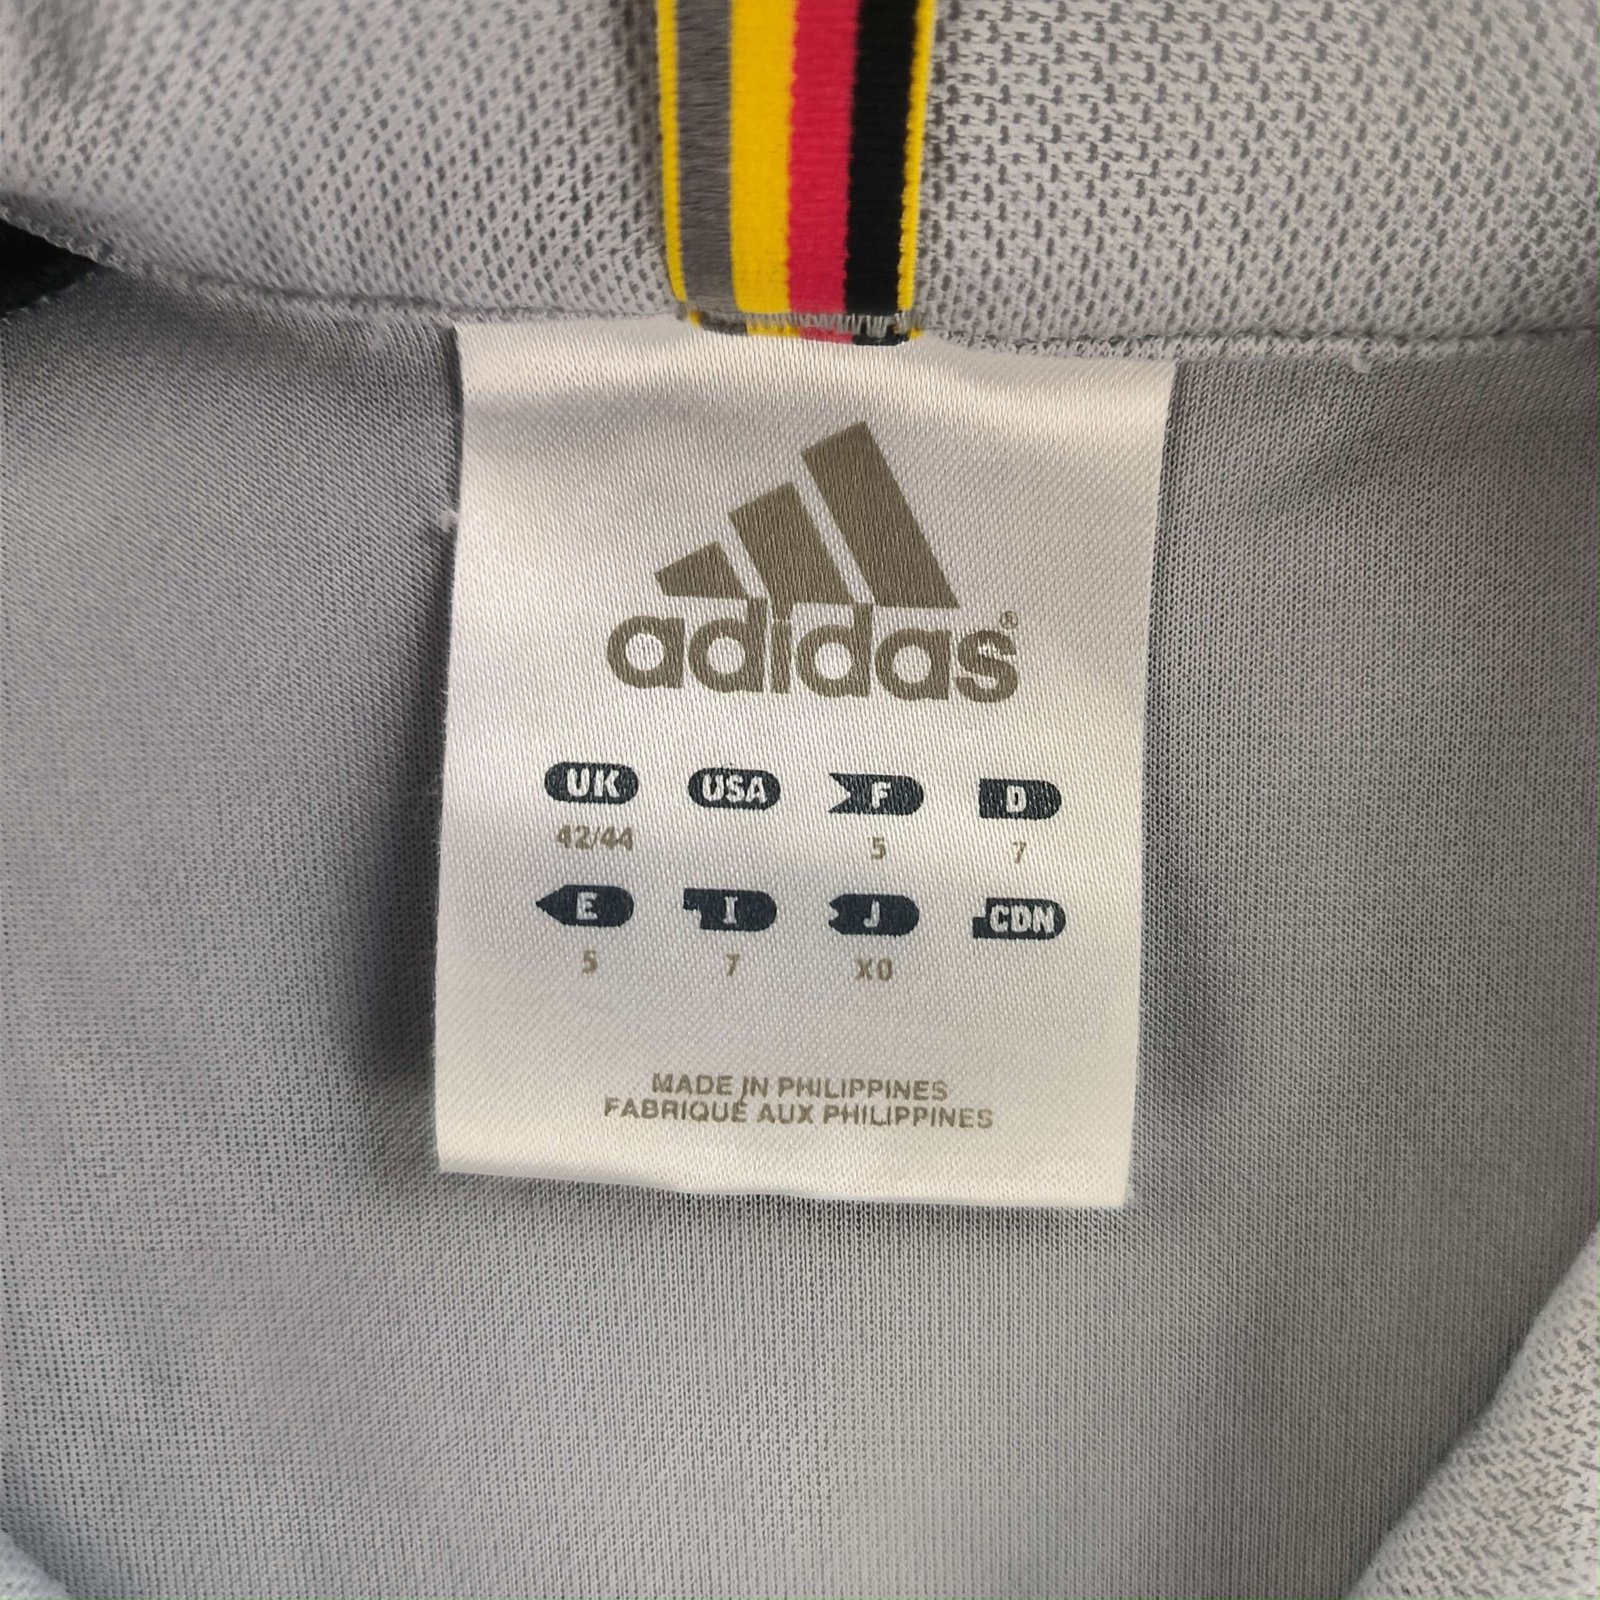 adidas®
UK USA F D
42/44 5 7
E I J CDN
5 7 XO
MADE IN PHILIPPINES
FABRIQUÉ AUX PHILIPPINES